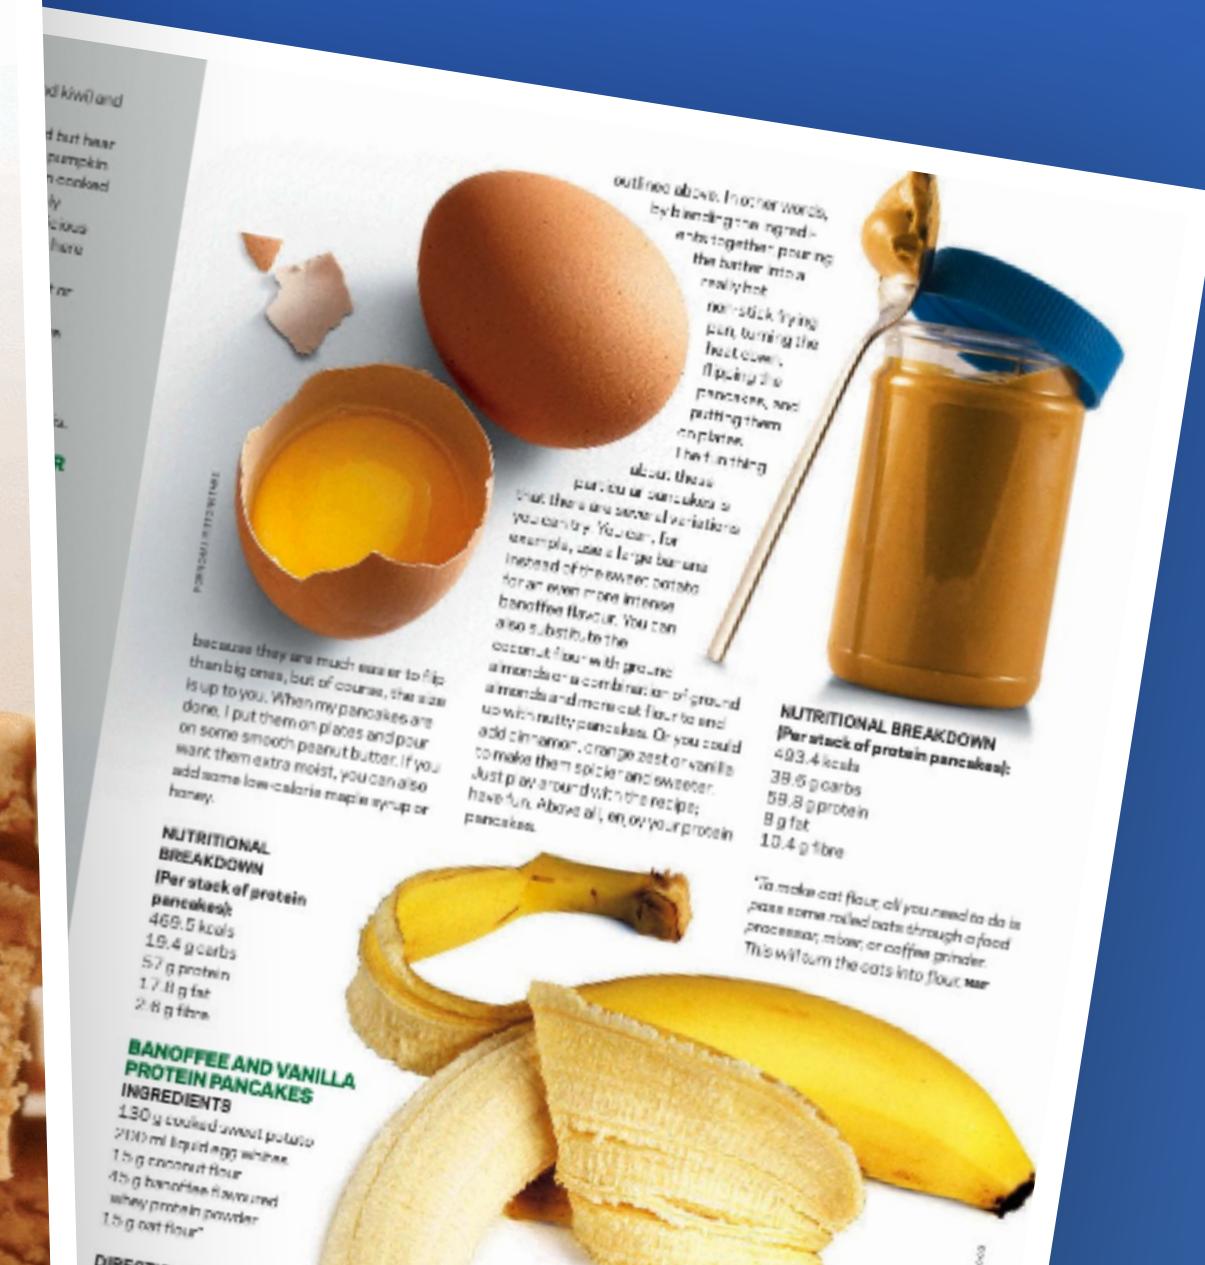 d kiwi) and
d but hear
pumpkin
n cooked
ly
icious
here
t or
R
because they are much easier to flip
than big ones, but of course, the size
is up to you. When my pancakes are
done, I put them on plates and pour
on some smooth peanut butter. If you
want them extra moist, you can also
add some low-calorie maple syrup or
honey.
NUTRITIONAL
BREAKDOWN
(Per stack of protein
pancakes):
469.5 kcals
19.4 g carbs
57 g protein
17.8 g fat
2.6 g fibre
BANOFFEE AND VANILLA
PROTEIN PANCAKES
INGREDIENTS
130 g cooked sweet potato
200 ml liquid egg whites
15 g coconut flour
45 g banoffee flavoured
whey protein powder
15 g oat flour*
outlined above. In other words,
by blending the ingredi-
ents together, pouring
the batter into a
really hot
non-stick frying
pan, turning the
heat down,
flipping the
pancakes, and
putting them
on plates.
The fun thing
about these
particular pancakes is
that there are several variations
you can try. You can, for
example, use a large banana
instead of the sweet potato
for an even more intense
banoffee flavour. You can
also substitute the
coconut flour with ground
almonds or a combination of ground
almonds and more oat flour to end
up with nutty pancakes. Or you could
add cinnamon, orange zest or vanilla
to make them spicier and sweeter.
Just play around with the recipe;
have fun. Above all, enjoy your protein
pancakes.
NUTRITIONAL BREAKDOWN
(Per stack of protein pancakes):
493.4 kcals
39.6 g carbs
59.8 g protein
9 g fat
10.4 g fibre
*To make oat flour, all you need to do is
pass some rolled oats through a food
processor, mixer, or coffee grinder.
This will turn the oats into flour.